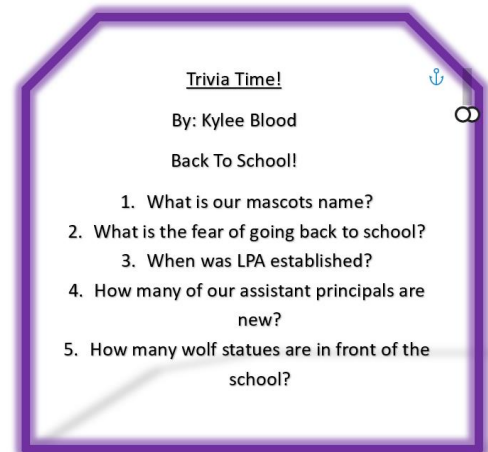 Trivia Time!
By: Kylee Blood
Back To School!
1. What is our mascots name?
2. What is the fear of going back to school?
3. When was LPA established?
4. How many of our assistant principals are
new?
5. How many wolf statues are in front of the
school?